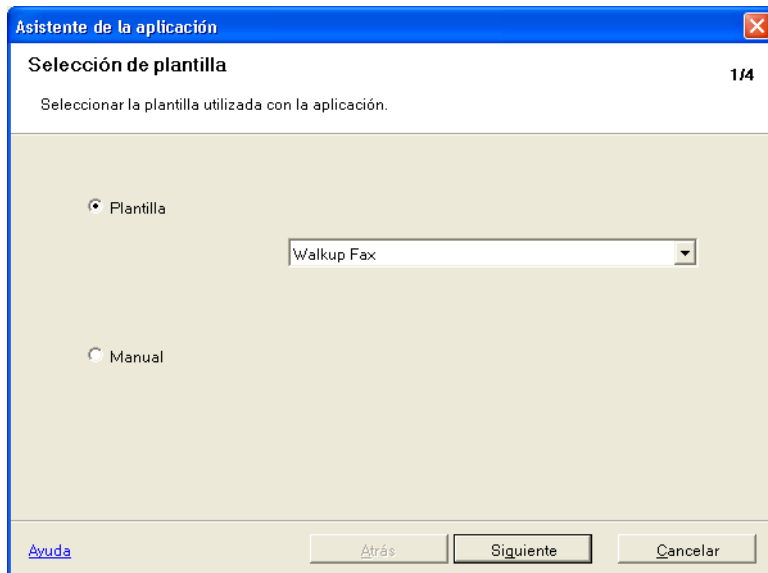 Asistente de la aplicación
Selección de plantilla
1/4
Seleccionar la plantilla utilizada con la aplicación.
Plantilla
Walkup Fax
Manual
Ayuda
Atrás
Siguiente
Cancelar